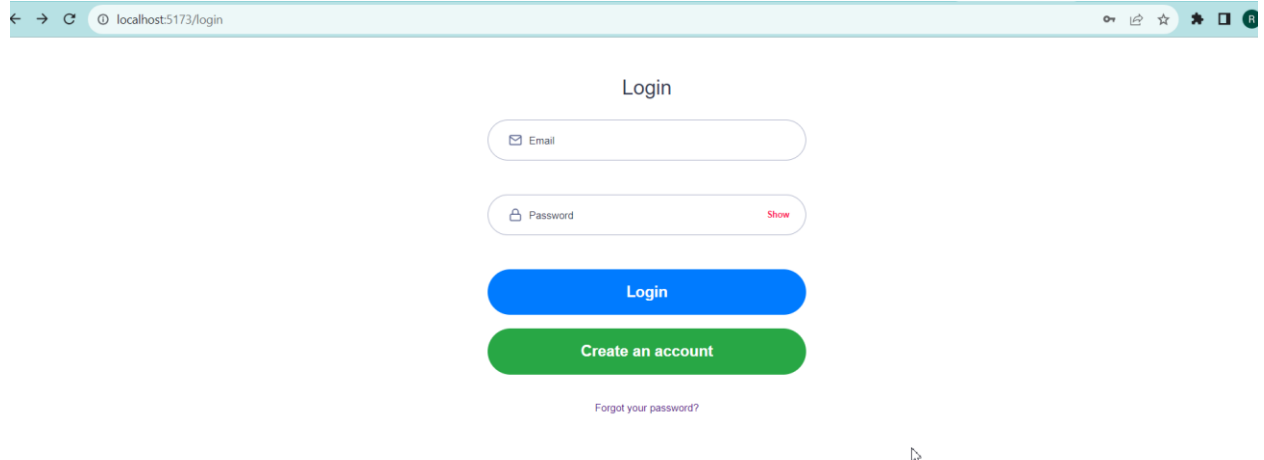 localhost:5173/login
R
Login
Email
Password Show
Login
Create an account
Forgot your password?